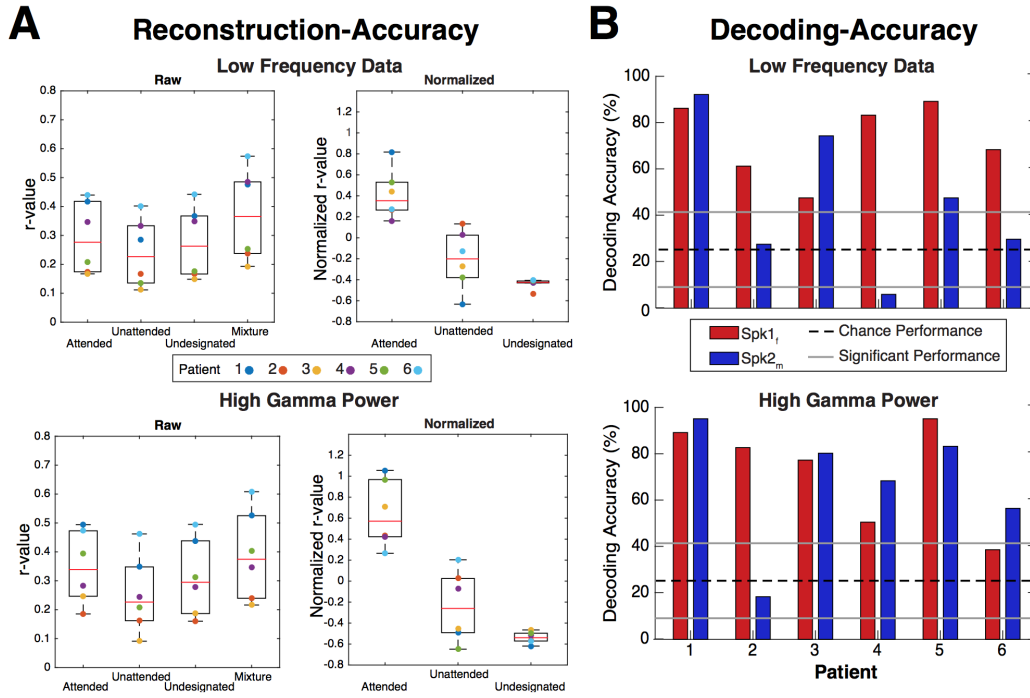 A Reconstruction-Accuracy
Low Frequency Data
Raw
Normalized
r-value
0.8
0.7
0.6
0.5
0.4
0.3
0.2
0.1
0
Attended
Unattended
Undesignated
Mixture
Normalized r-value
1.2
1
0.8
0.6
0.4
0.2
0
-0.2
-0.4
-0.6
-0.8
Attended
Unattended
Undesignated
Patient 1 2 3 4 5 6
High Gamma Power
Raw
Normalized
r-value
0.8
0.7
0.6
0.5
0.4
0.3
0.2
0.1
0
Attended
Unattended
Undesignated
Mixture
Normalized r-value
1.2
1
0.8
0.6
0.4
0.2
0
-0.2
-0.4
-0.6
-0.8
Attended
Unattended
Undesignated
B Decoding-Accuracy
Low Frequency Data
Decoding Accuracy (%)
100
80
60
40
20
0
Spk1f
Spk2m
Chance Performance
Significant Performance
High Gamma Power
Decoding Accuracy (%)
100
80
60
40
20
0
1 2 3 4 5 6
Patient